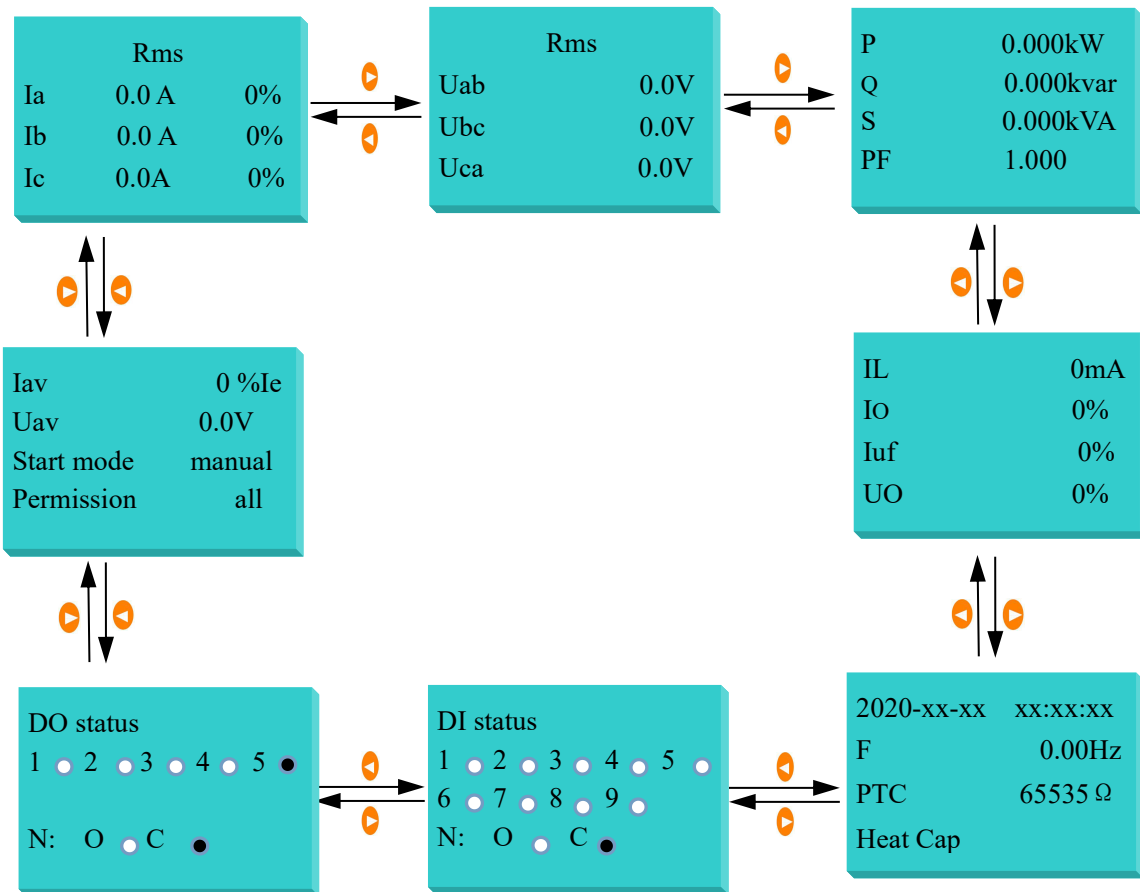 Rms
Ia 0.0 A 0%
Ib 0.0 A 0%
Ic 0.0A 0%
Rms
Uab 0.0V
Ubc 0.0V
Uca 0.0V
P 0.000kW
Q 0.000kvar
S 0.000kVA
PF 1.000
Iav 0 %Ie
Uav 0.0V
Start mode manual
Permission all
IL 0mA
IO 0%
Iuf 0%
UO 0%
DO status
1 2 3 4 5
N: O C
DI status
1 2 3 4 5
6 7 8 9
N: O C
2020-xx-xx xx:xx:xx
F 0.00Hz
PTC 65535 Ω
Heat Cap